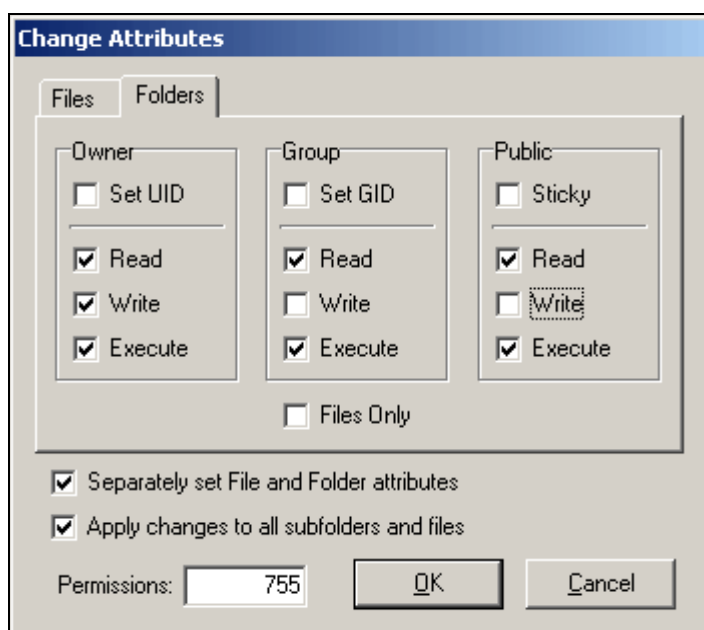 Change Attributes
Files Folders
Owner Group Public
Set UID Set GID Sticky
Read Read Read
Write Write Write
Execute Execute Execute
Files Only
Separately set File and Folder attributes
Apply changes to all subfolders and files
Permissions: 755 OK Cancel